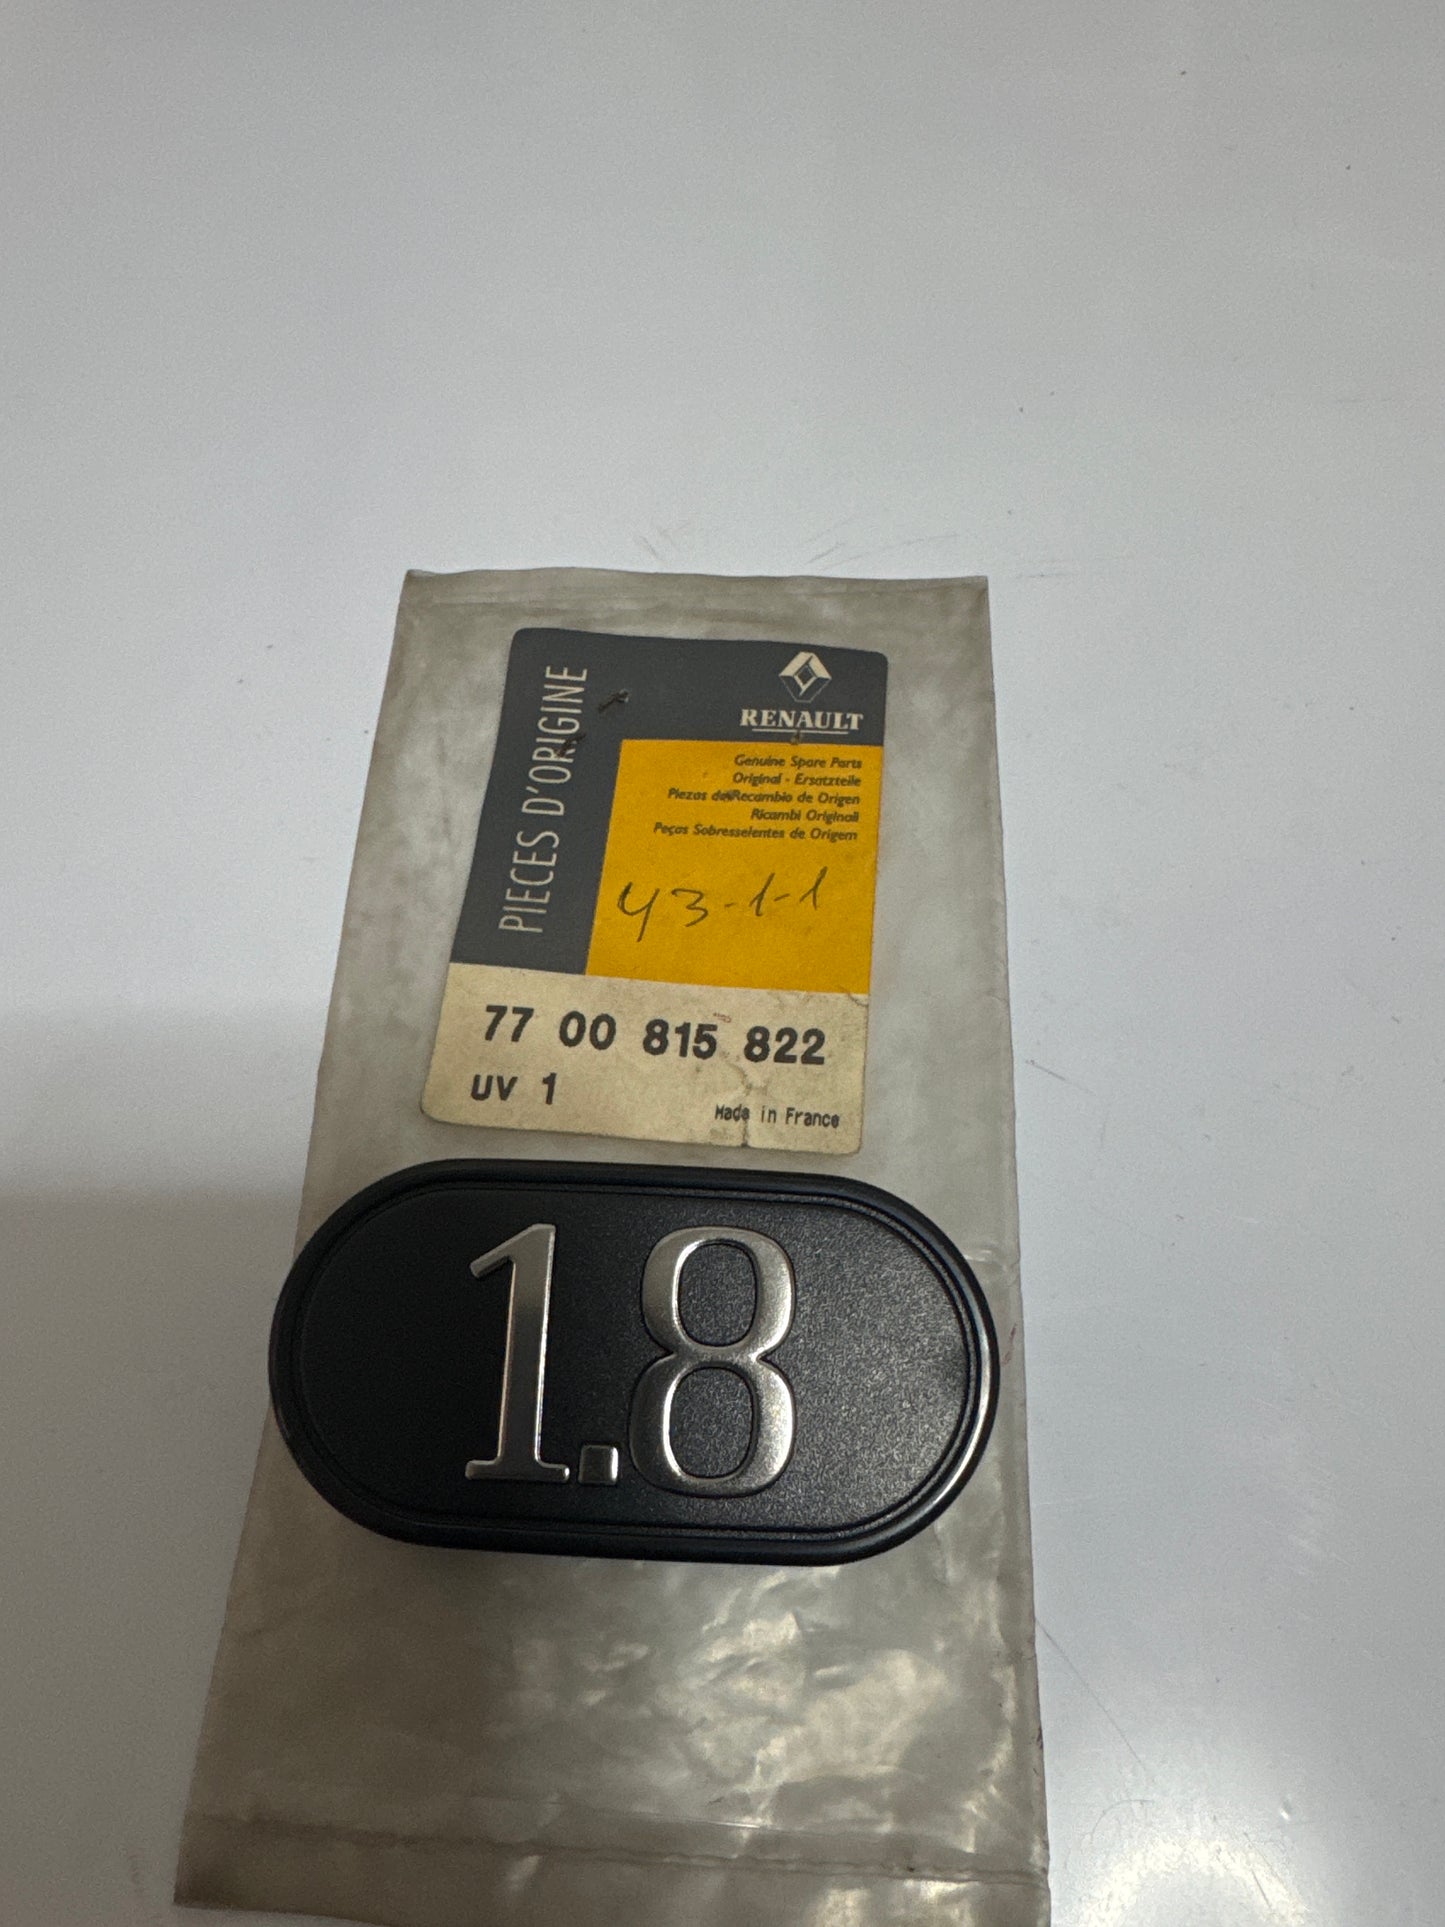 PIECES D'ORIGINE
RENAULT
Genuine Spare Parts
Original - Ersatzteile
Piezas de Recambio de Origen
Ricambi Originali
Peças Sobresselentes de Origem
43-1-1
77 00 815 822
UV 1
Made in France
1.8